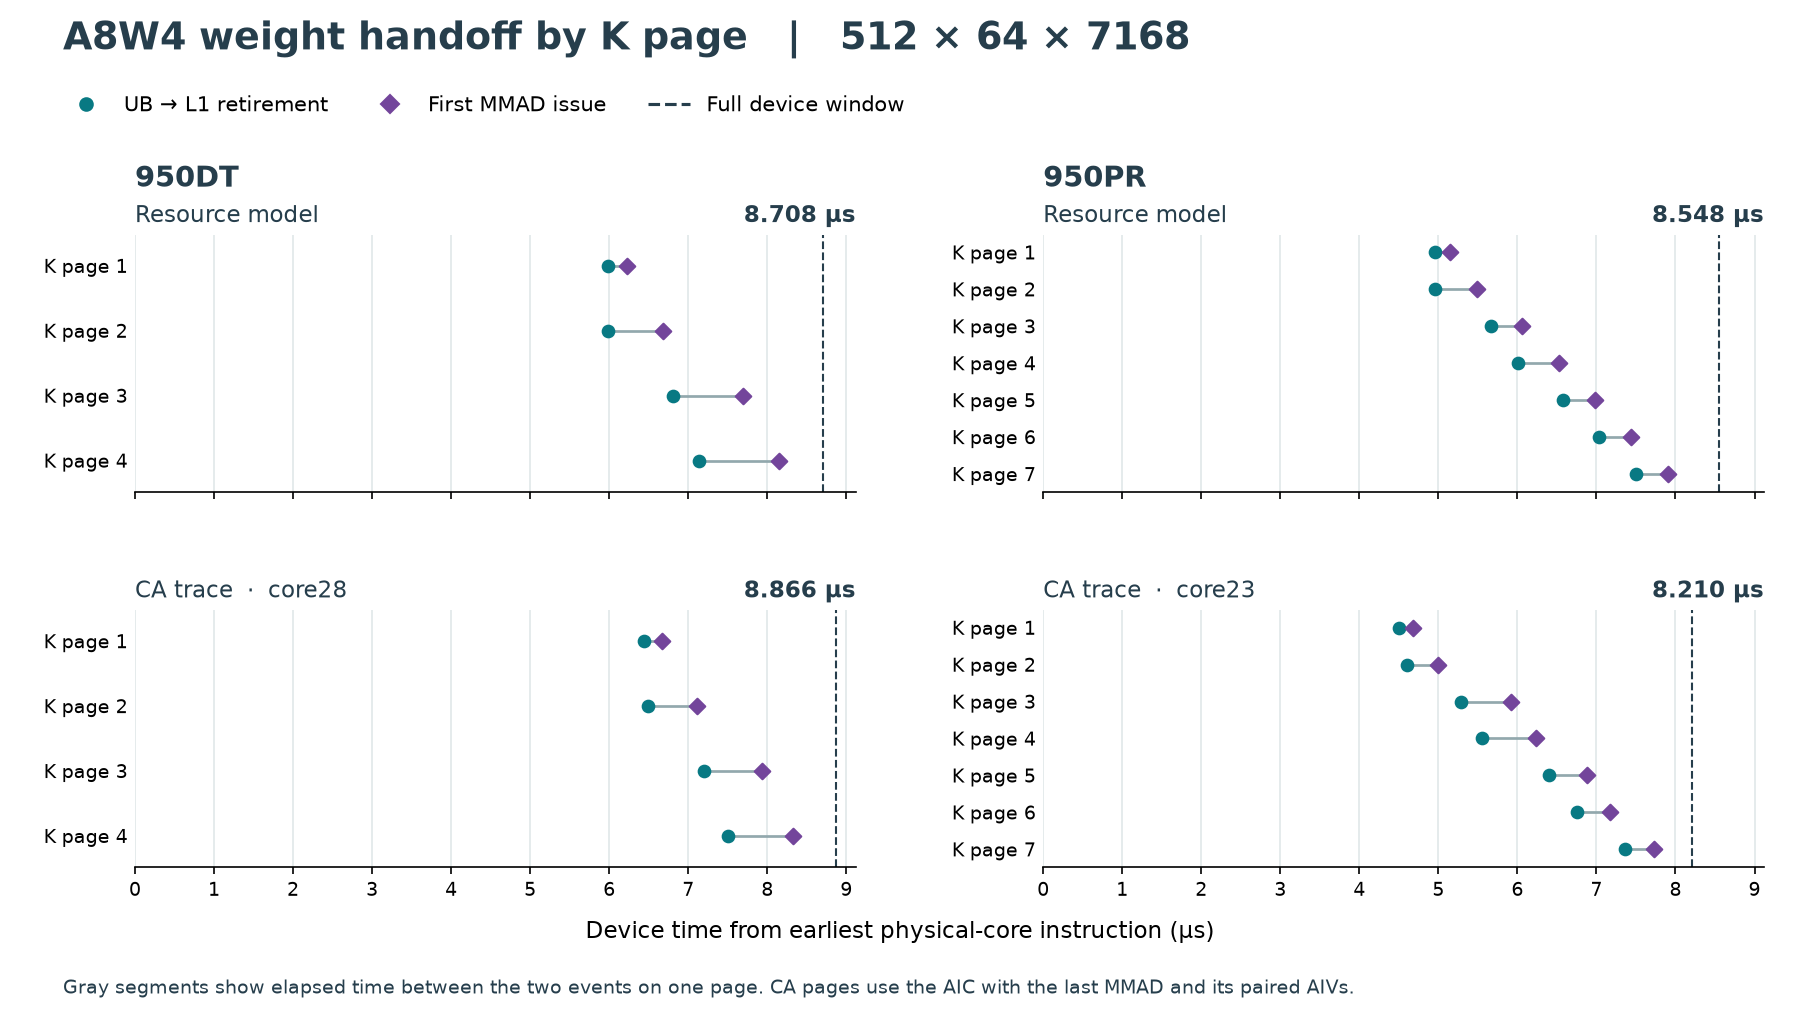 A8W4 weight handoff by K page | 512 × 64 × 7168
UB → L1 retirement
First MMAD issue
Full device window
950DT
Resource model
8.708 µs
K page 1
K page 2
K page 3
K page 4
950PR
Resource model
8.548 µs
K page 1
K page 2
K page 3
K page 4
K page 5
K page 6
K page 7
CA trace · core28
8.866 µs
K page 1
K page 2
K page 3
K page 4
0 1 2 3 4 5 6 7 8 9
CA trace · core23
8.210 µs
K page 1
K page 2
K page 3
K page 4
K page 5
K page 6
K page 7
0 1 2 3 4 5 6 7 8 9
Device time from earliest physical-core instruction (µs)
Gray segments show elapsed time between the two events on one page. CA pages use the AIC with the last MMAD and its paired AIVs.